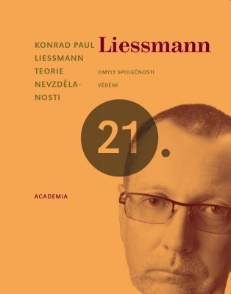 KONRAD PAUL
LIESSMANN
TEORIE
NEVZDĚLA-
NOSTI
Liessmann
OMYLY SPOLEČNOSTI
VĚDĚNÍ
21.
ACADEMIA